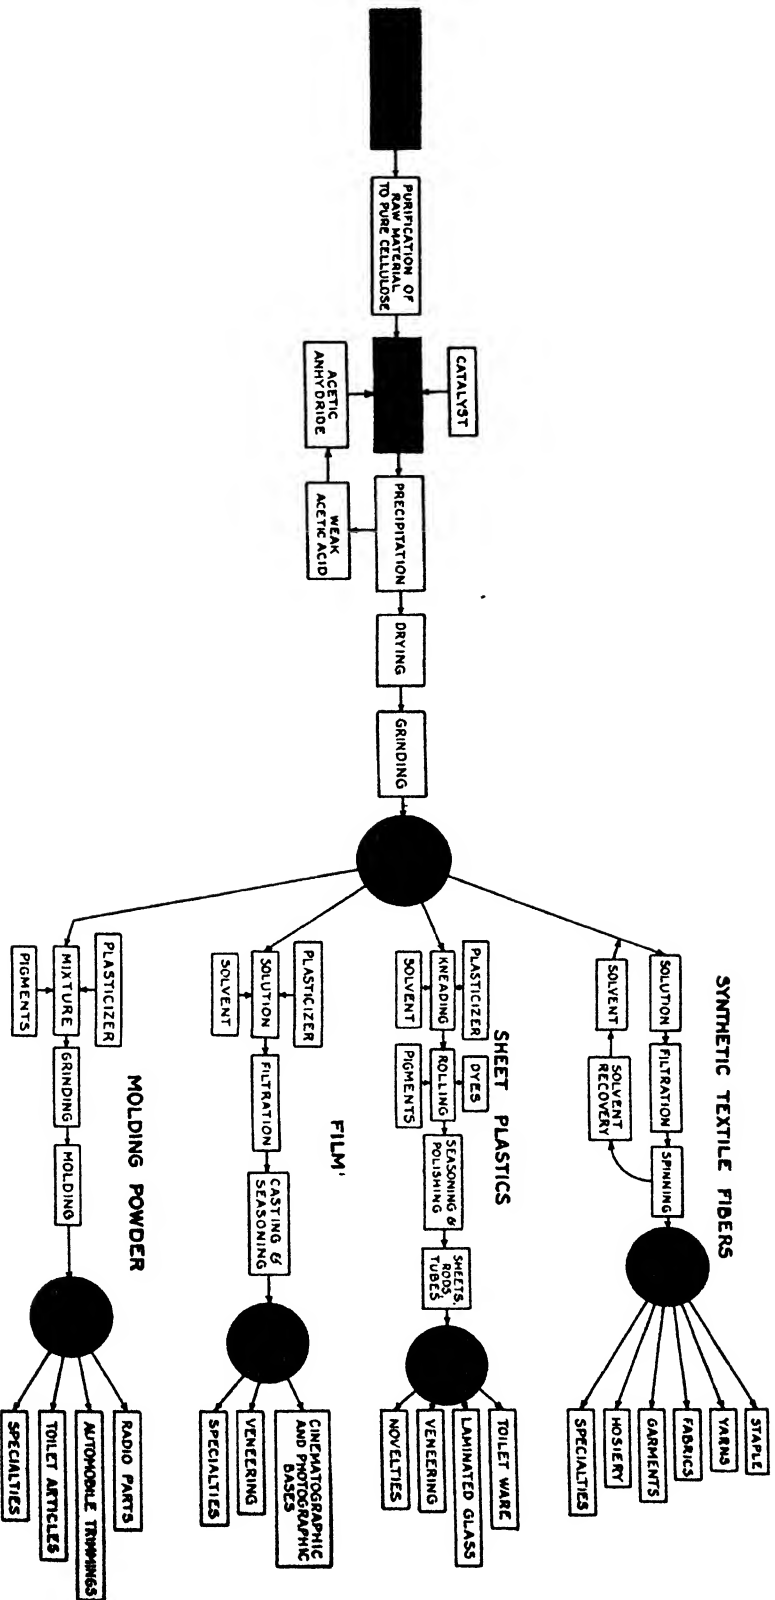 PURIFICATION OF
RAW MATERIAL
TO PURE CELLULOSE
CATALYST
ACETIC
ANHYDRIDE
PRECIPITATION
WEAK
ACETIC ACID
DRYING
GRINDING
SYNTHETIC TEXTILE FIBERS
SOLUTION
FILTRATION
SPINNING
SOLVENT
SOLVENT
RECOVERY
STAPLE
YARNS
FABRICS
GARMENTS
HOSIERY
SPECIALTIES
SHEET PLASTICS
PLASTICIZER
KNEADING
SOLVENT
DYES
ROLLING
PIGMENTS
SEASONING &
POLISHING
SHEETS,
RODS,
TUBES
TOILET WARE
LAMINATED GLASS
VENEERING
NOVELTIES
FILM'
PLASTICIZER
SOLUTION
SOLVENT
FILTRATION
CASTING &
SEASONING
CINEMATOGRAPHIC
AND PHOTOGRAPHIC
BASES
VENEERING
SPECIALTIES
MOLDING POWDER
PLASTICIZER
MIXTURE
PIGMENTS
GRINDING
MOLDING
RADIO PARTS
AUTOMOBILE TRIMMINGS
TOILET ARTICLES
SPECIALTIES